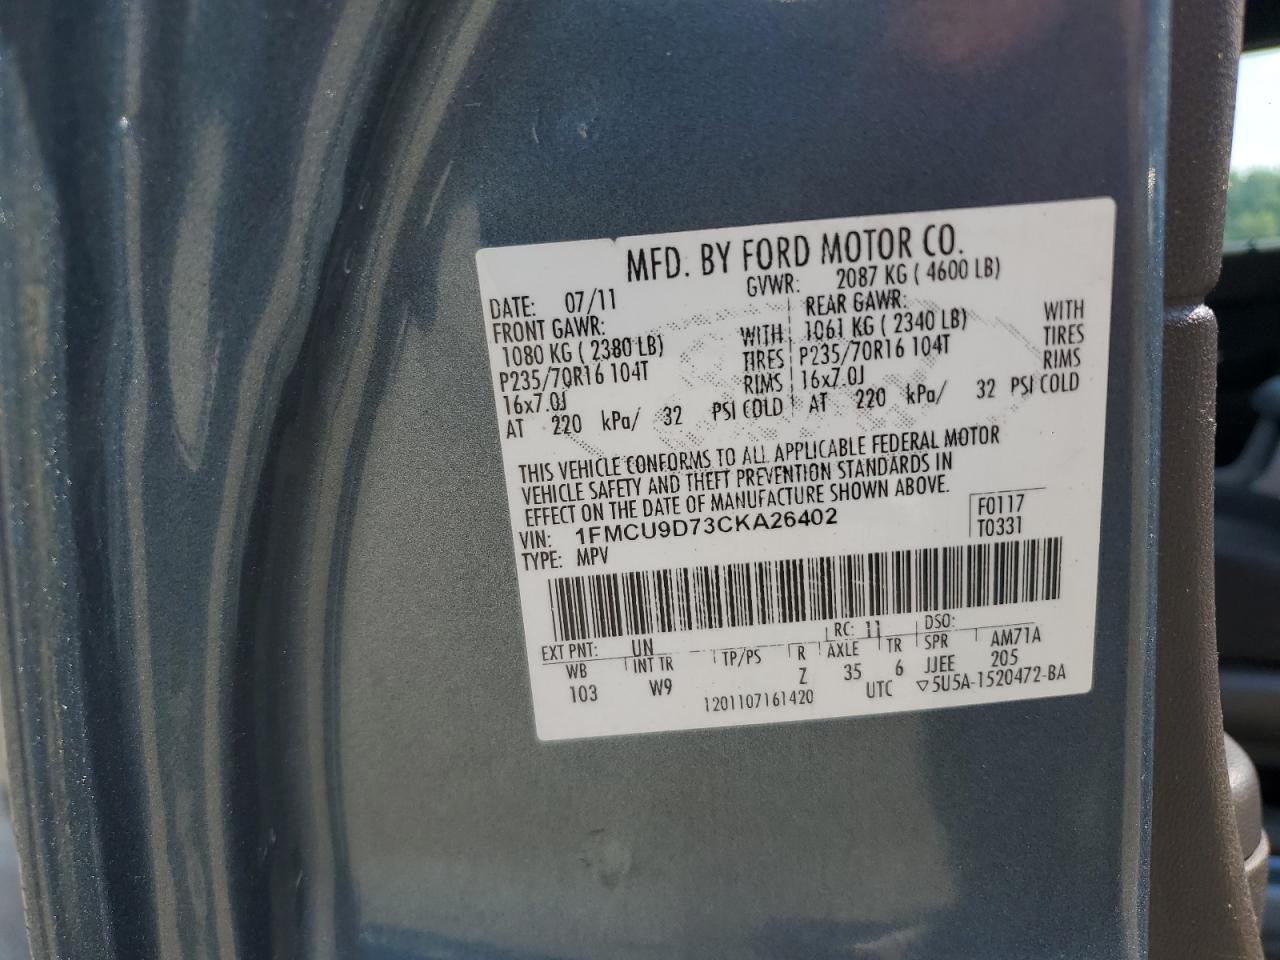 MFD. BY FORD MOTOR CO.
DATE: 07/11 GVWR: 2087 KG ( 4600 LB)
FRONT GAWR: REAR GAWR:
1080 KG ( 2380 LB) WITH 1061 KG ( 2340 LB) WITH
P235/70R16 104T TIRES P235/70R16 104T TIRES
16x7.0J RIMS 16x7.0J RIMS
AT 220 kPa/ 32 PSI COLD AT 220 kPa/ 32 PSI COLD
THIS VEHICLE CONFORMS TO ALL APPLICABLE FEDERAL MOTOR
VEHICLE SAFETY AND THEFT PREVENTION STANDARDS IN
EFFECT ON THE DATE OF MANUFACTURE SHOWN ABOVE.
VIN: 1FMCU9D73CKA26402 F0117
TYPE: MPV T0331
EXT PNT: UN RC: 11 DSO:
WB INT TR TP/PS R AXLE TR SPR AM71A
103 W9 Z 35 6 JJEE 205
1201107161420 UTC ▽5U5A-1520472-BA